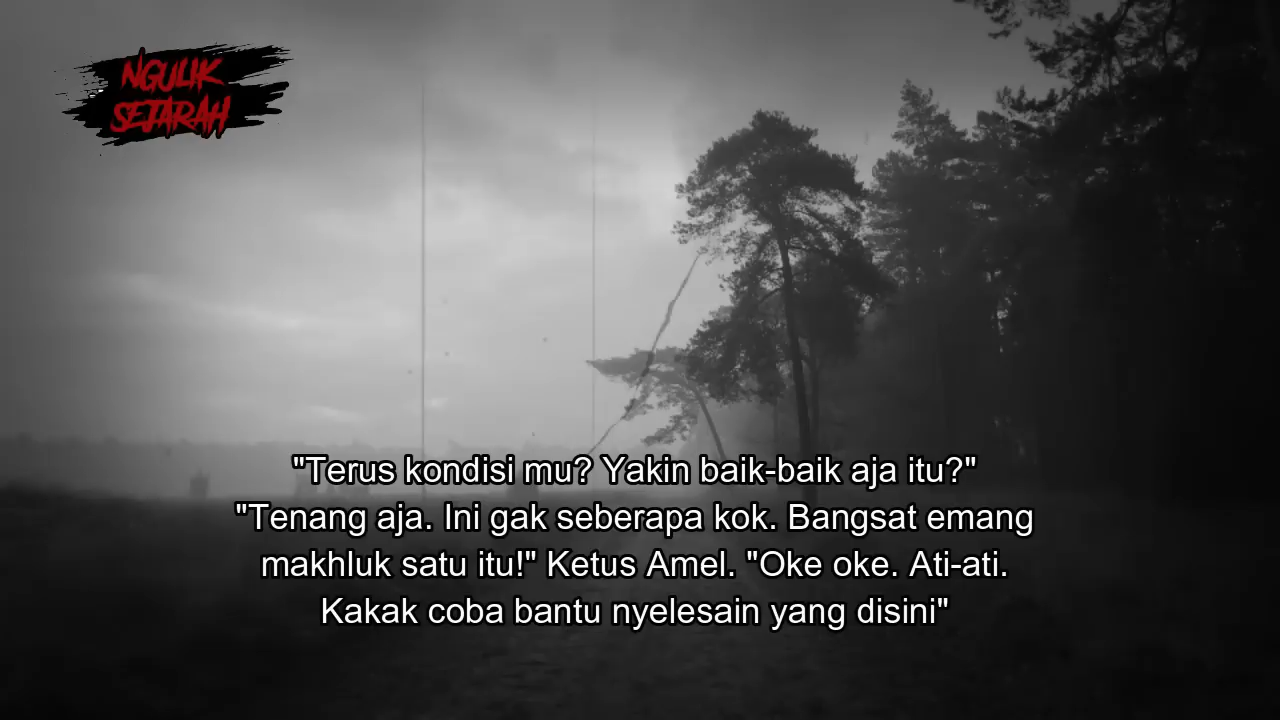 NGULIK
SEJARAH
"Terus kondisi mu? Yakin baik-baik aja itu?"
"Tenang aja. Ini gak seberapa kok. Bangsat emang
makhluk satu itu!" Ketus Amel. "Oke oke. Ati-ati.
Kakak coba bantu nyelesain yang disini"